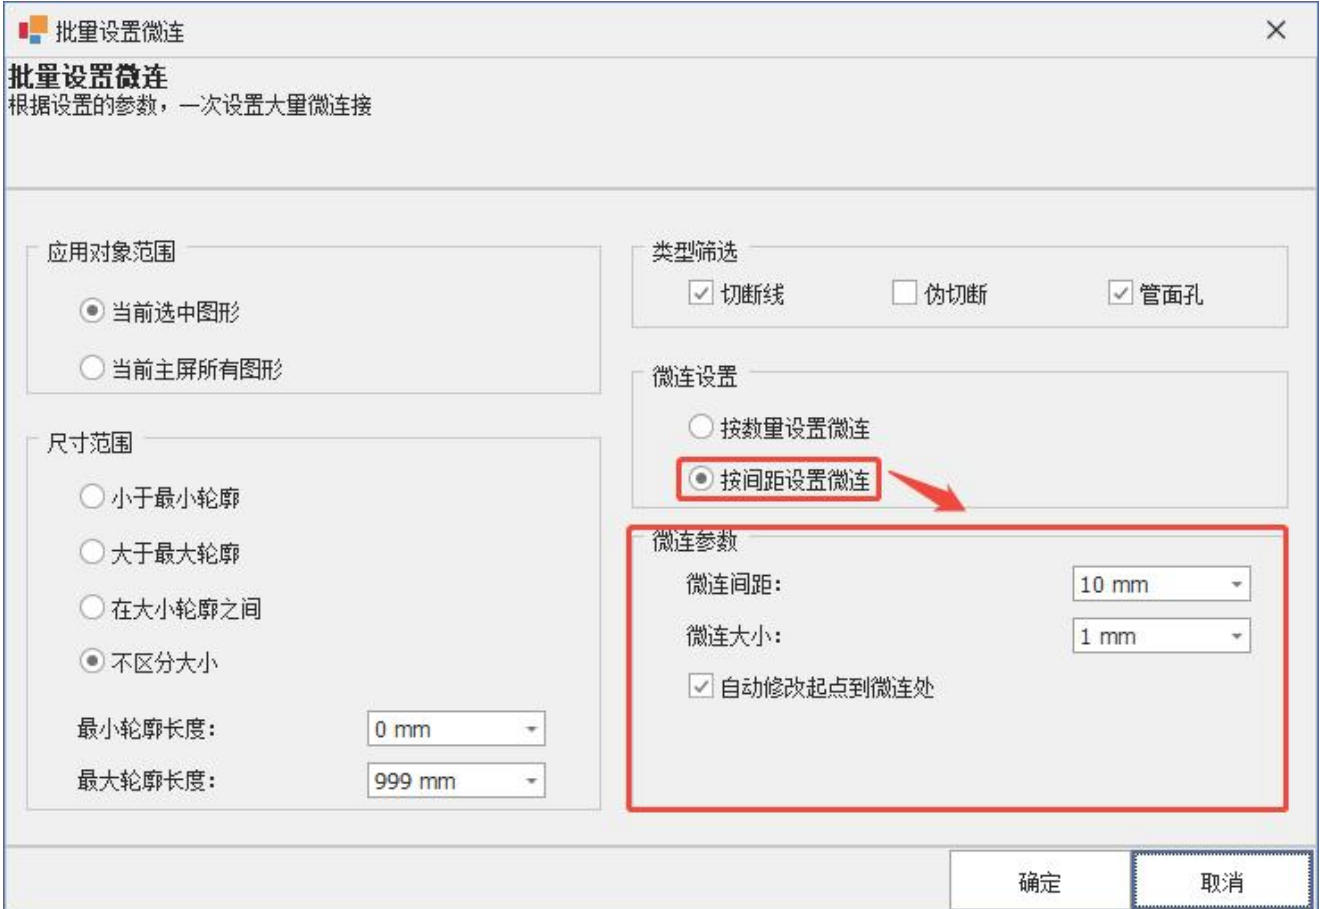 批量设置微连
批量设置微连
根据设置的参数，一次设置大量微连接
应用对象范围
当前选中图形
当前主屏所有图形
尺寸范围
小于最小轮廓
大于最大轮廓
在大小轮廓之间
不区分大小
最小轮廓长度： 0 mm
最大轮廓长度： 999 mm
类型筛选
切断线 伪切断 管面孔
微连设置
按数量设置微连
按间距设置微连
微连参数
微连间距： 10 mm
微连大小： 1 mm
自动修改起点到微连处
确定 取消